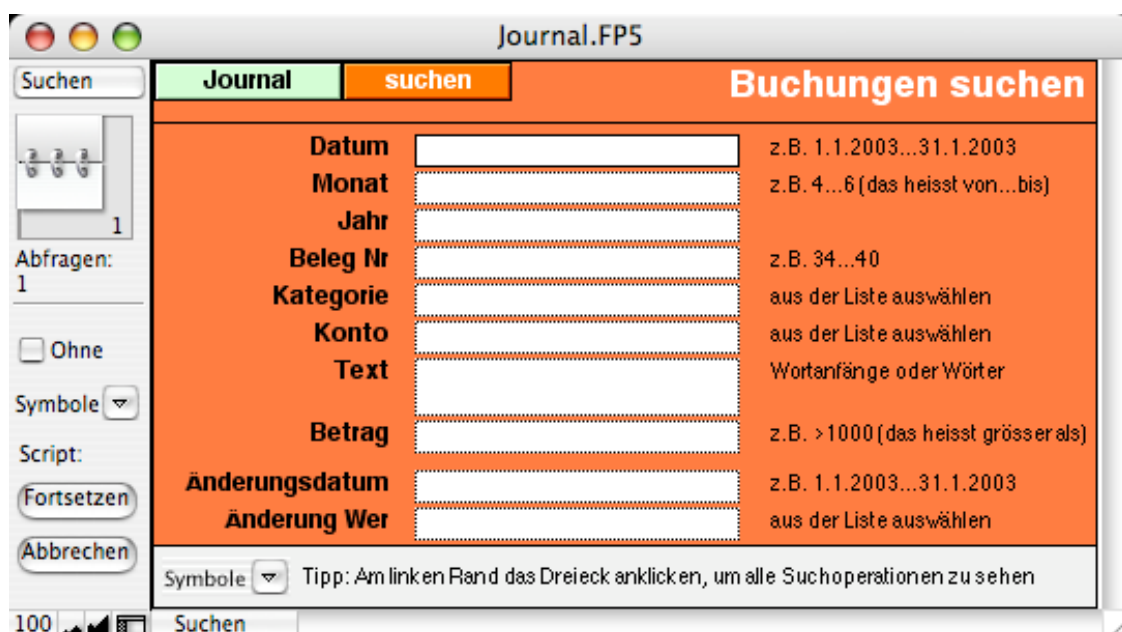 Journal.FP5
Suchen
1
Abfragen:
1
Ohne
Symbole
Script:
Fortsetzen
Abbrechen
100
Journal suchen Buchungen suchen
Datum z.B. 1.1.2003...31.1.2003
Monat z.B. 4...6 (das heisst von...bis)
Jahr
Beleg Nr z.B. 34...40
Kategorie aus der Liste auswählen
Konto aus der Liste auswählen
Text Wortanfänge oder Wörter
Betrag z.B. >1000 (das heisst grösser als)
Änderungsdatum z.B. 1.1.2003...31.1.2003
Änderung Wer aus der Liste auswählen
Symbole Tipp: Am linken Rand das Dreieck anklicken, um alle Suchoperationen zu sehen
Suchen